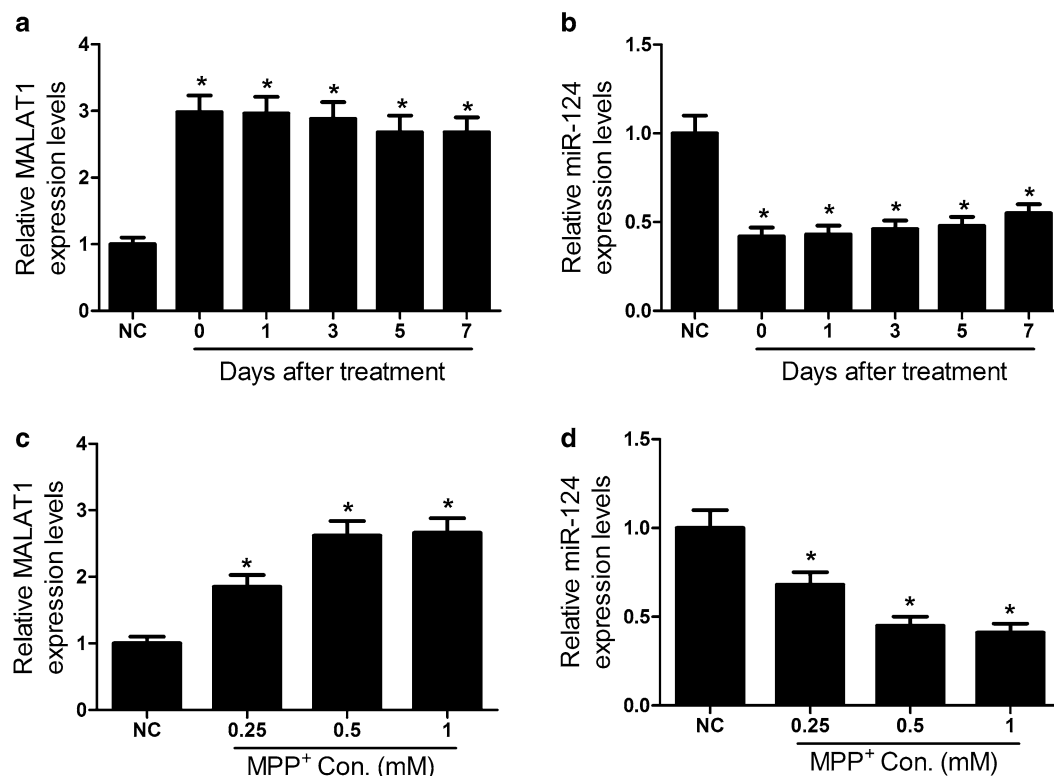 a
Relative MALAT1
expression levels
4
3
2
1
0
* * * * *
NC 0 1 3 5 7
Days after treatment
b
Relative miR-124
expression levels
1.5
1.0
0.5
0.0
* * * * *
NC 0 1 3 5 7
Days after treatment
c
Relative MALAT1
expression levels
4
3
2
1
0
* * *
NC 0.25 0.5 1
MPP⁺ Con. (mM)
d
Relative miR-124
expression levels
1.5
1.0
0.5
0.0
* * *
NC 0.25 0.5 1
MPP⁺ Con. (mM)